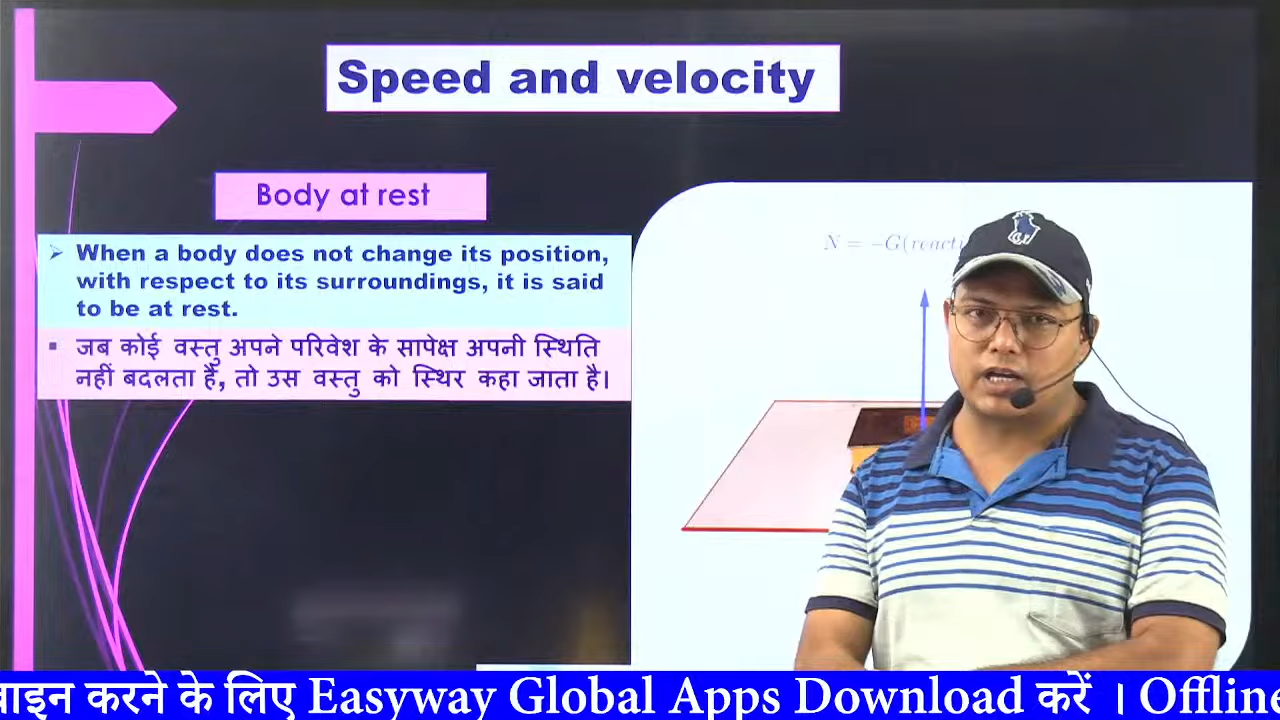 Speed and velocity
Body at rest
When a body does not change its position,
with respect to its surroundings, it is said
to be at rest.
जब कोई वस्तु अपने परिवेश के सापेक्ष अपनी स्थिति
नहीं बदलता है, तो उस वस्तु को स्थिर कहा जाता है।
N = −G(reacti
करने के लिए Easyway Global Apps Download करें । Offline